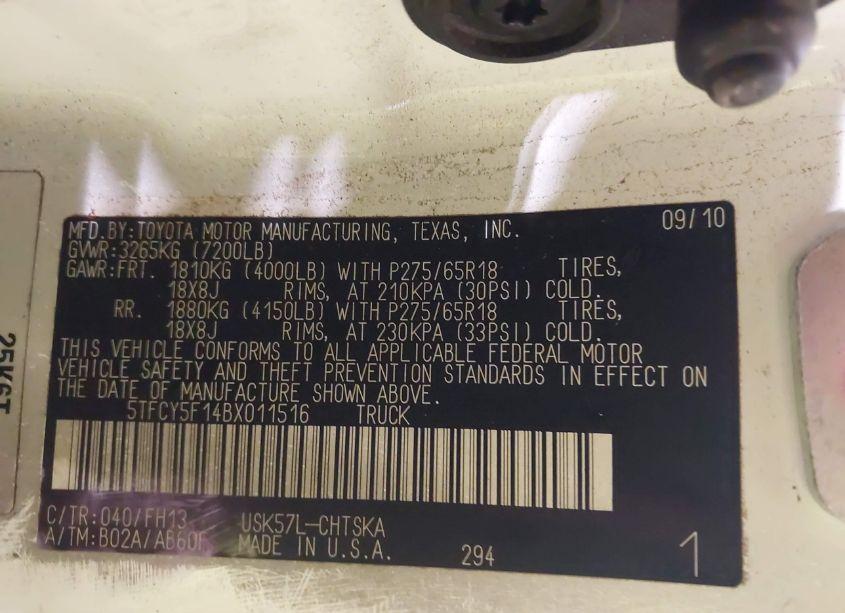 MFD.BY:TOYOTA MOTOR MANUFACTURING, TEXAS, INC. 09/10
GVWR:3265KG (7200LB)
GAWR:FRT. 1810KG (4000LB) WITH P275/65R18 TIRES,
18X8J RIMS, AT 210KPA (30PSI) COLD.
RR. 1880KG (4150LB) WITH P275/65R18 TIRES,
18X8J RIMS, AT 230KPA (33PSI) COLD.
THIS VEHICLE CONFORMS TO ALL APPLICABLE FEDERAL MOTOR
VEHICLE SAFETY AND THEFT PREVENTION STANDARDS IN EFFECT ON
THE DATE OF MANUFACTURE SHOWN ABOVE.
5TFCY5F14BX011516 TRUCK
C/TR:040/FH13 USK57L-CHTSKA
A/TM:B02A/AB60F MADE IN U.S.A. 294 1